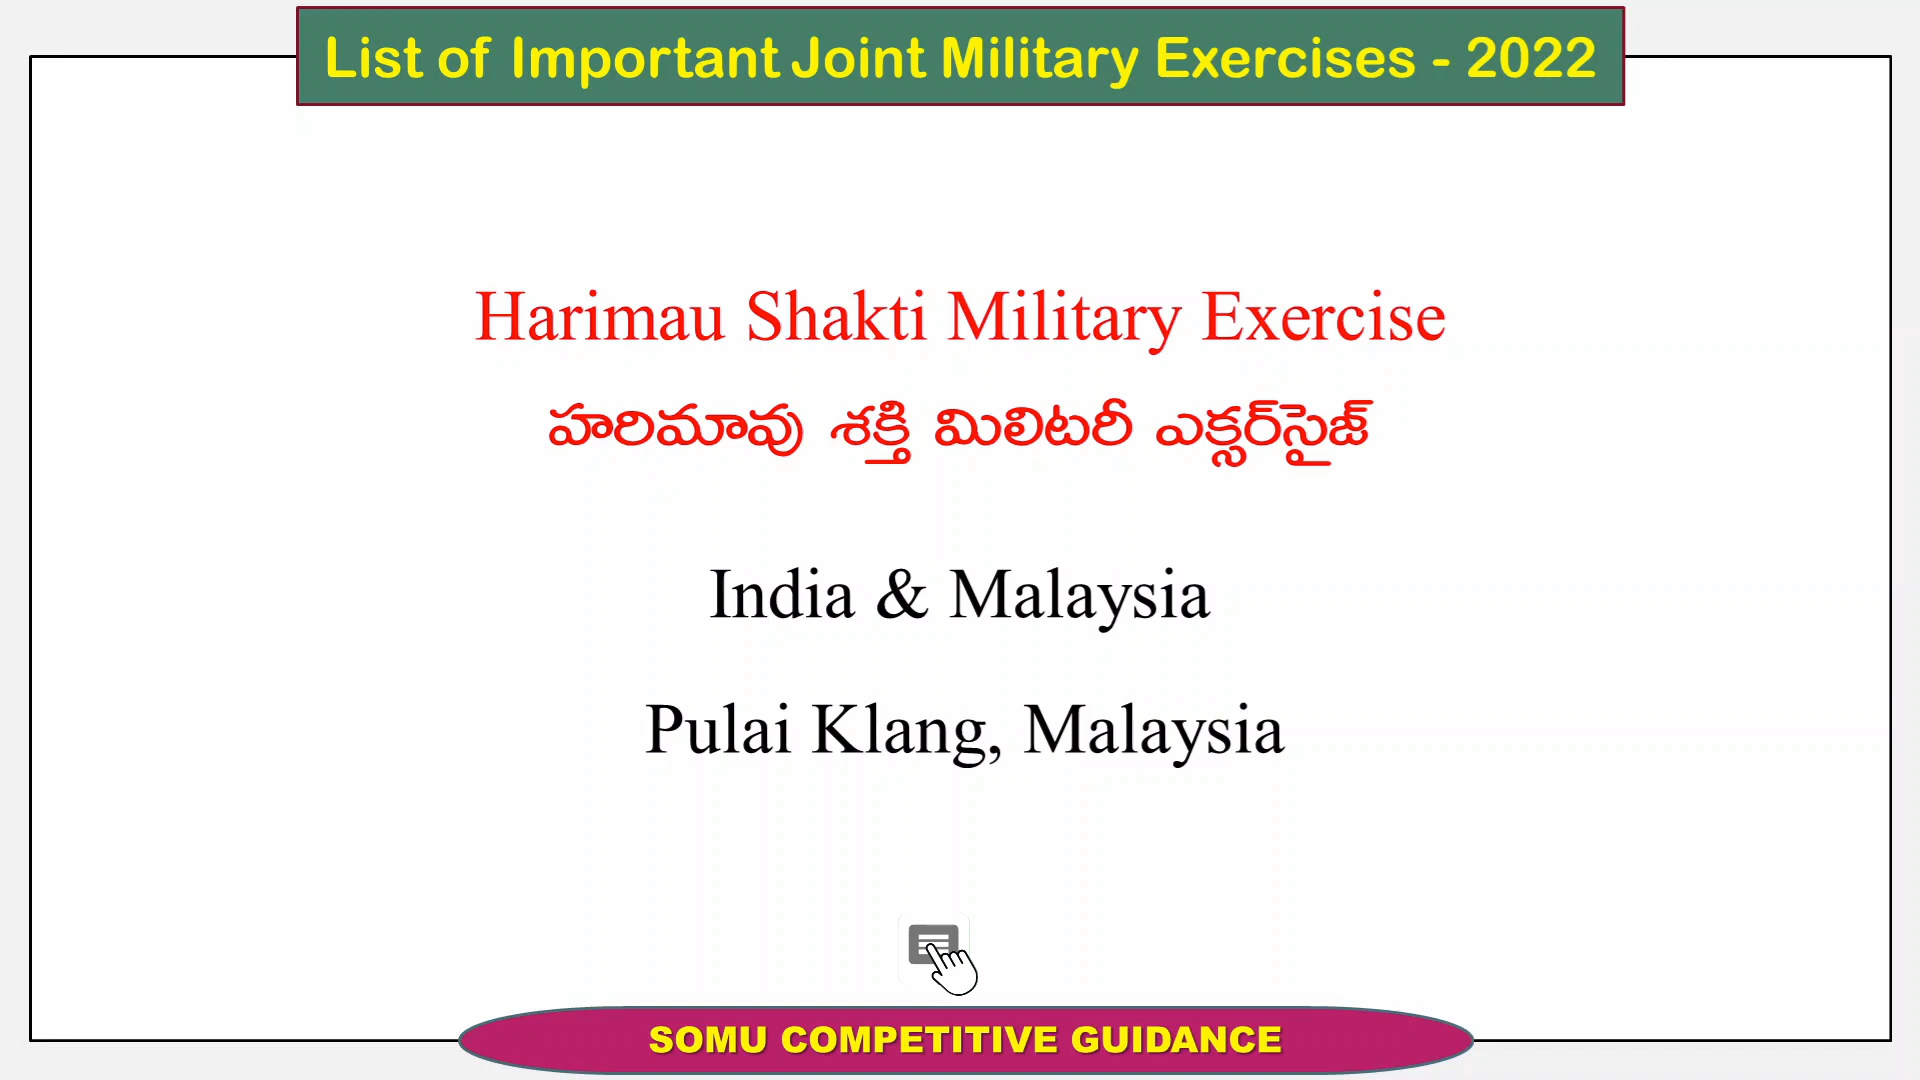 List of Important Joint Military Exercises - 2022
Harimau Shakti Military Exercise
హరిమావు శక్తి మిలిటరీ ఎక్సర్‌సైజ్
India & Malaysia
Pulai Klang, Malaysia
SOMU COMPETITIVE GUIDANCE